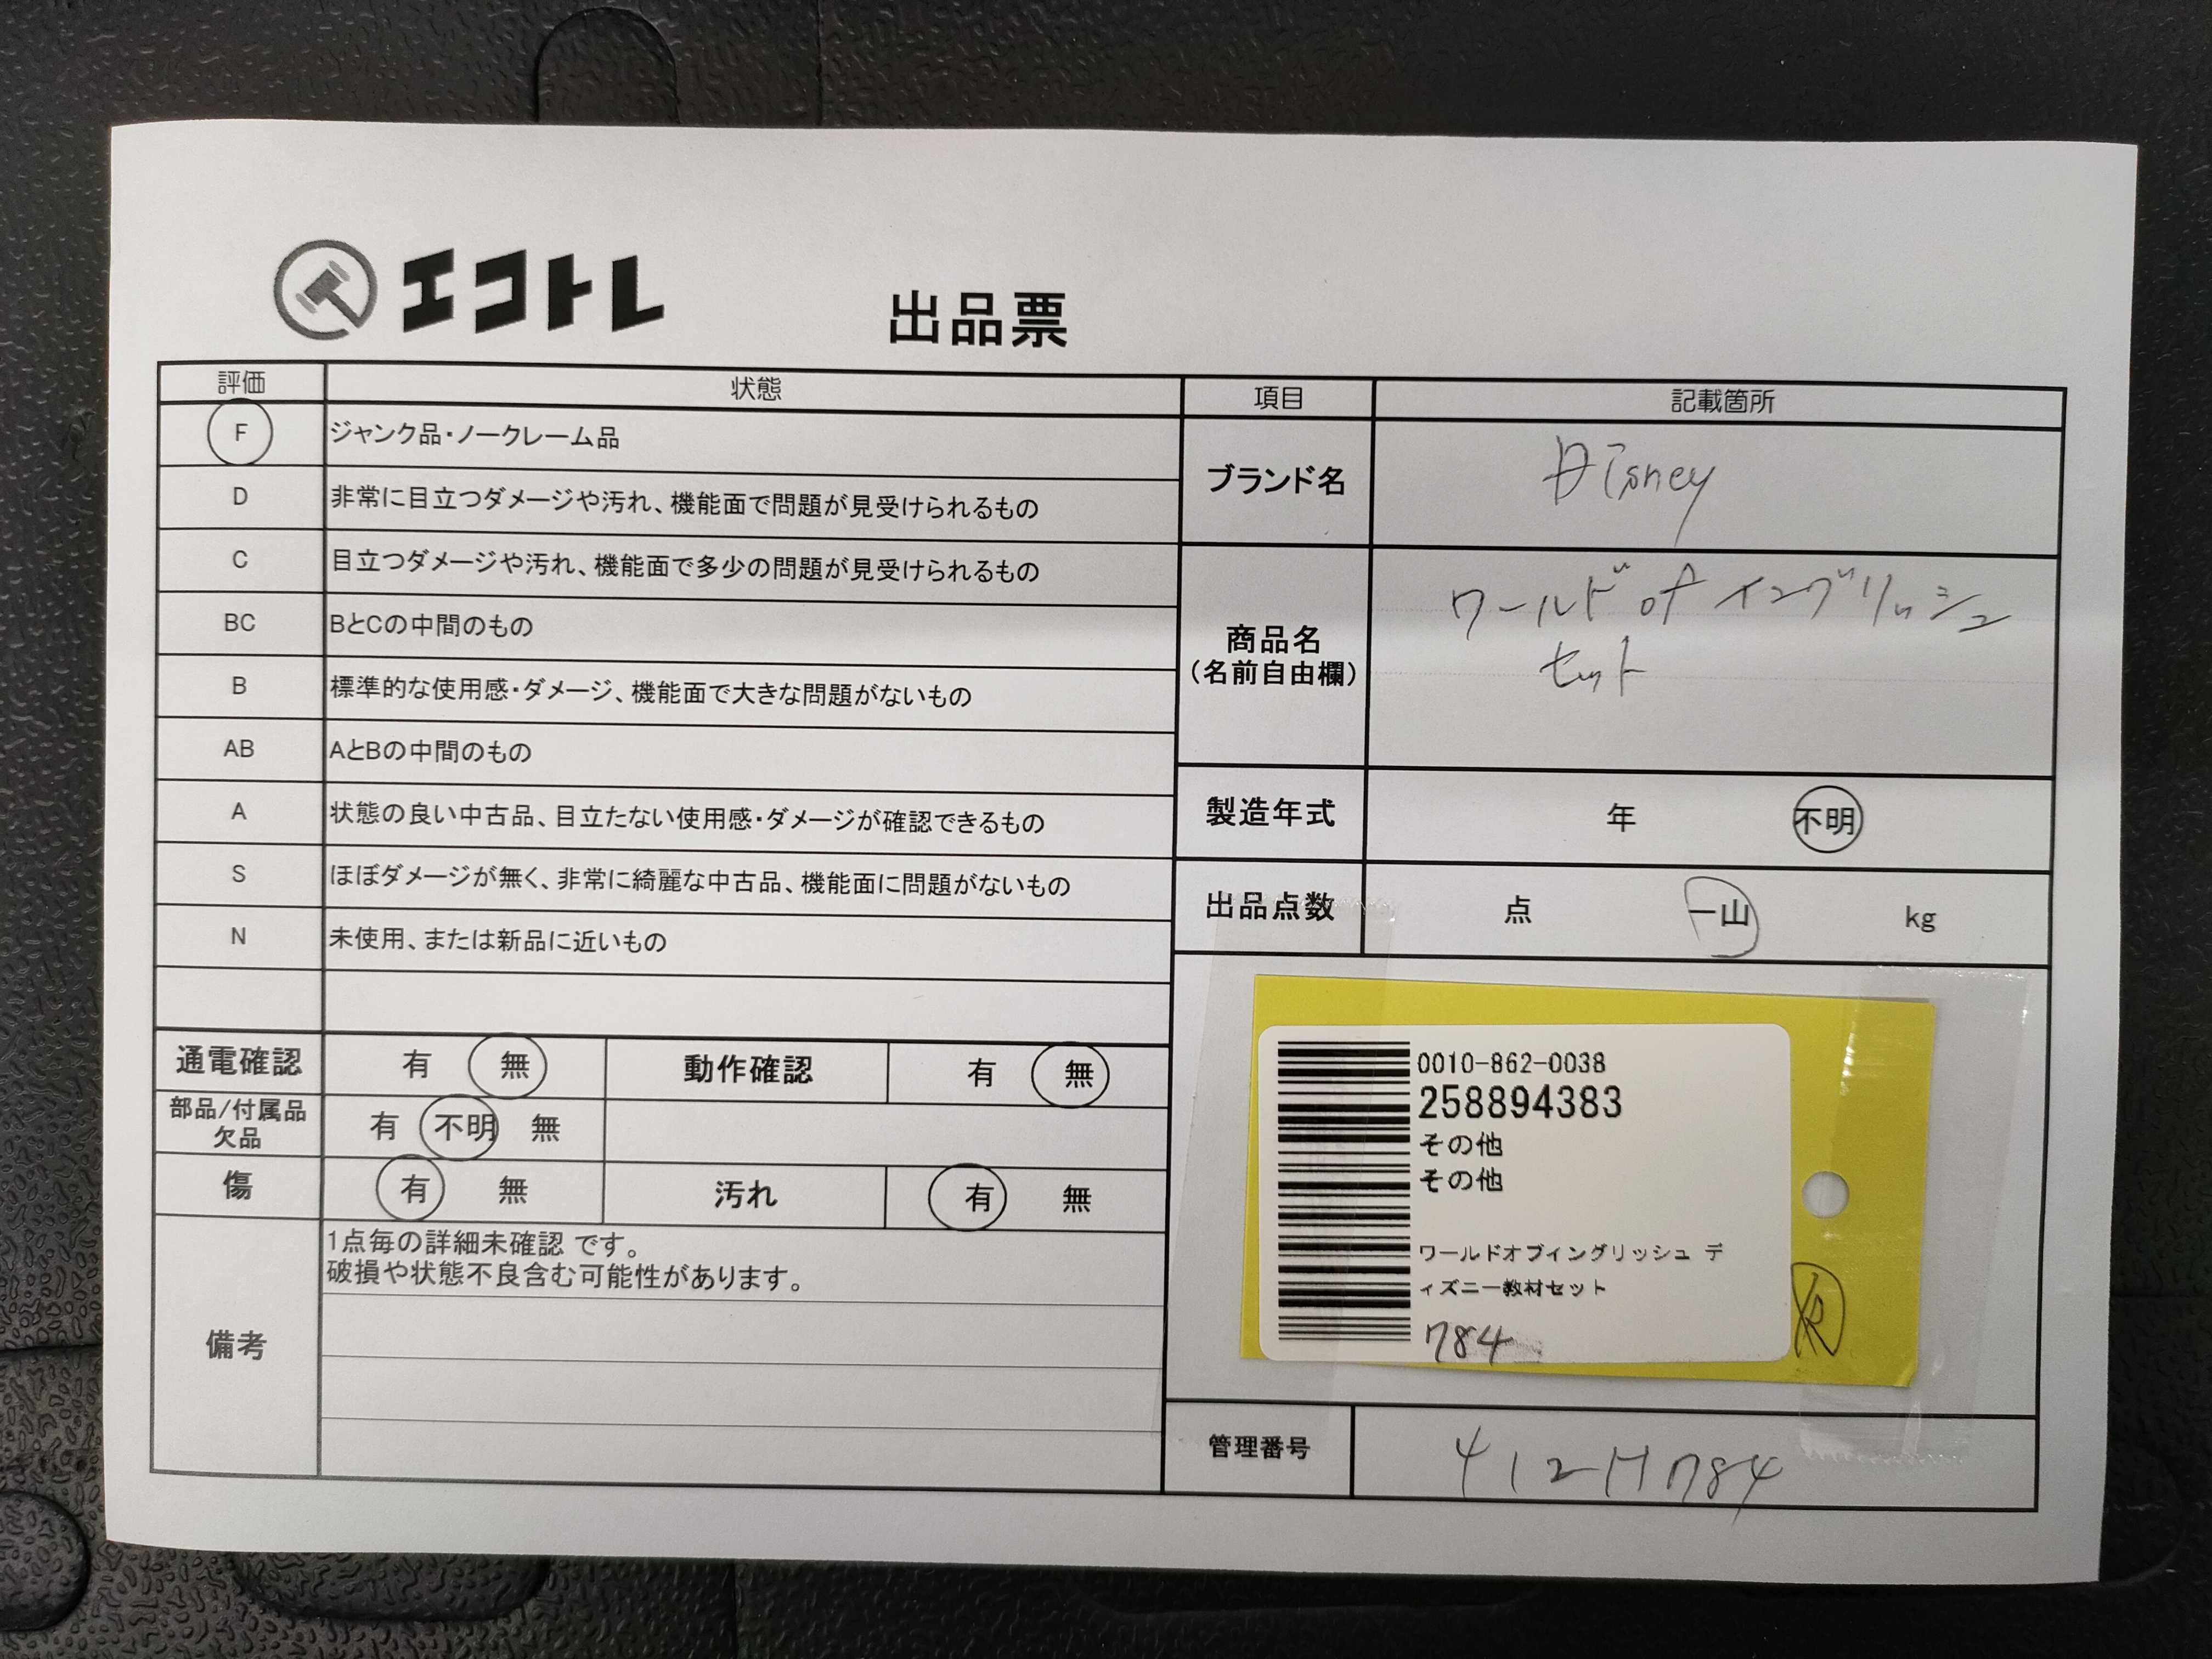 エコトレ
出品票
評価 状態
F ジャンク品・ノークレーム品
D 非常に目立つダメージや汚れ、機能面で問題が見受けられるもの
C 目立つダメージや汚れ、機能面で多少の問題が見受けられるもの
BC BとCの中間のもの
B 標準的な使用感・ダメージ、機能面で大きな問題がないもの
AB AとBの中間のもの
A 状態の良い中古品、目立たない使用感・ダメージが確認できるもの
S ほぼダメージが無く、非常に綺麗な中古品、機能面に問題がないもの
N 未使用、または新品に近いもの
通電確認 有 無 動作確認 有 無
部品/付属品
欠品 有 不明 無
傷 有 無 汚れ 有 無
備考
1点毎の詳細未確認 です。
破損や状態不良含む可能性があります。
項目 記載箇所
ブランド名 Disney
商品名
(名前自由欄)
ワールド of イングリッシュ
セット
製造年式 年 不明
出品点数 点 一山 kg
0010-862-0038
258894383
その他
その他
ワールドオブイングリッシュ デ
ィズニー教材セット
784
管理番号 412H784